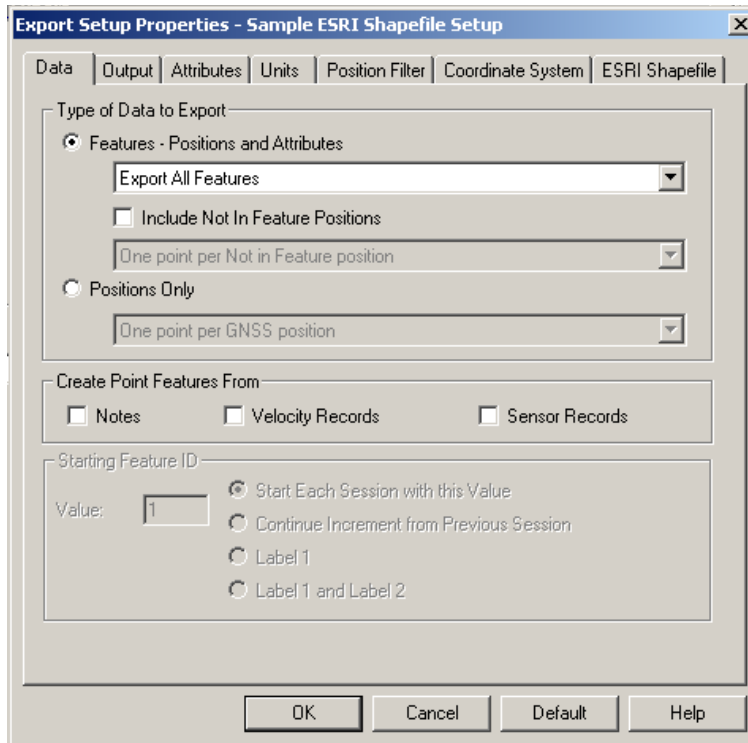 Export Setup Properties - Sample ESRI Shapefile Setup
Data Output Attributes Units Position Filter Coordinate System ESRI Shapefile
Type of Data to Export
Features - Positions and Attributes
Export All Features
Include Not In Feature Positions
One point per Not in Feature position
Positions Only
One point per GNSS position
Create Point Features From
Notes Velocity Records Sensor Records
Starting Feature ID
Value: 1 Start Each Session with this Value
Continue Increment from Previous Session
Label 1
Label 1 and Label 2
OK Cancel Default Help